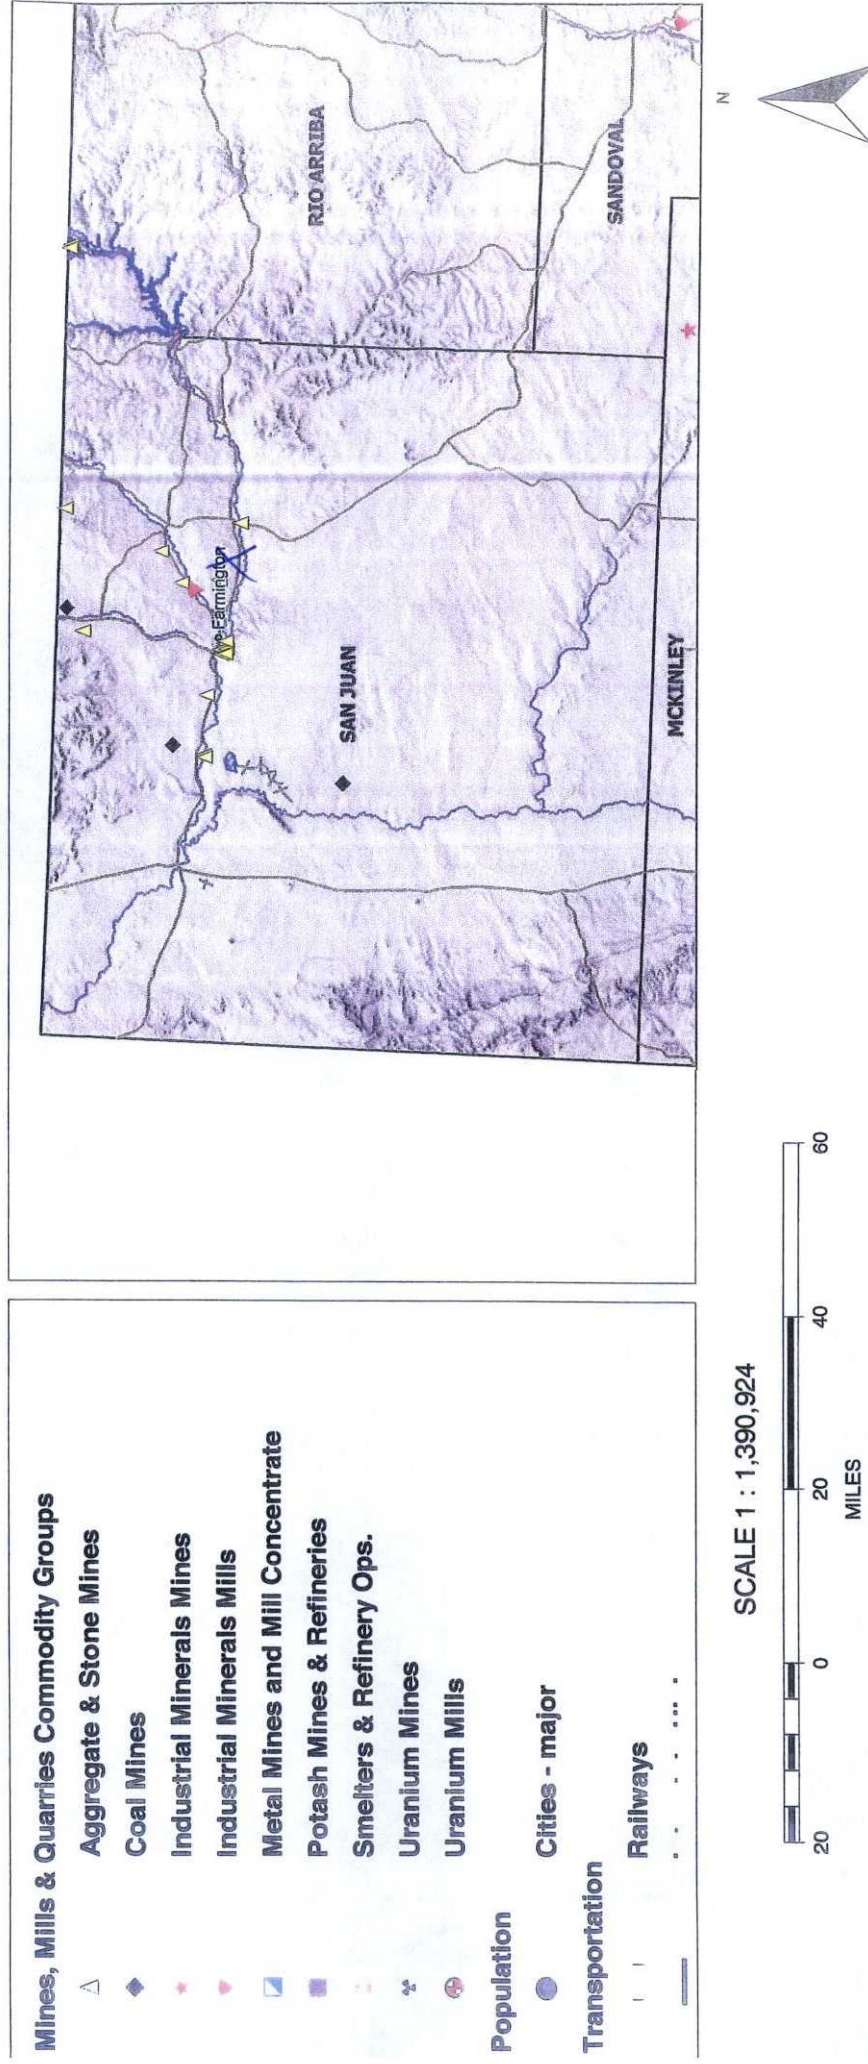 Mines, Mills & Quarries Commodity Groups
Aggregate & Stone Mines
Coal Mines
Industrial Minerals Mines
Industrial Minerals Mills
Metal Mines and Mill Concentrate
Potash Mines & Refineries
Smelters & Refinery Ops.
Uranium Mines
Uranium Mills
Population
Cities - major
Transportation
Railways
Farmington
SAN JUAN
RIO ARRIBA
SANDOVAL
MCKINLEY
SCALE 1 : 1,390,924
20 0 20 40 60
MILES
N